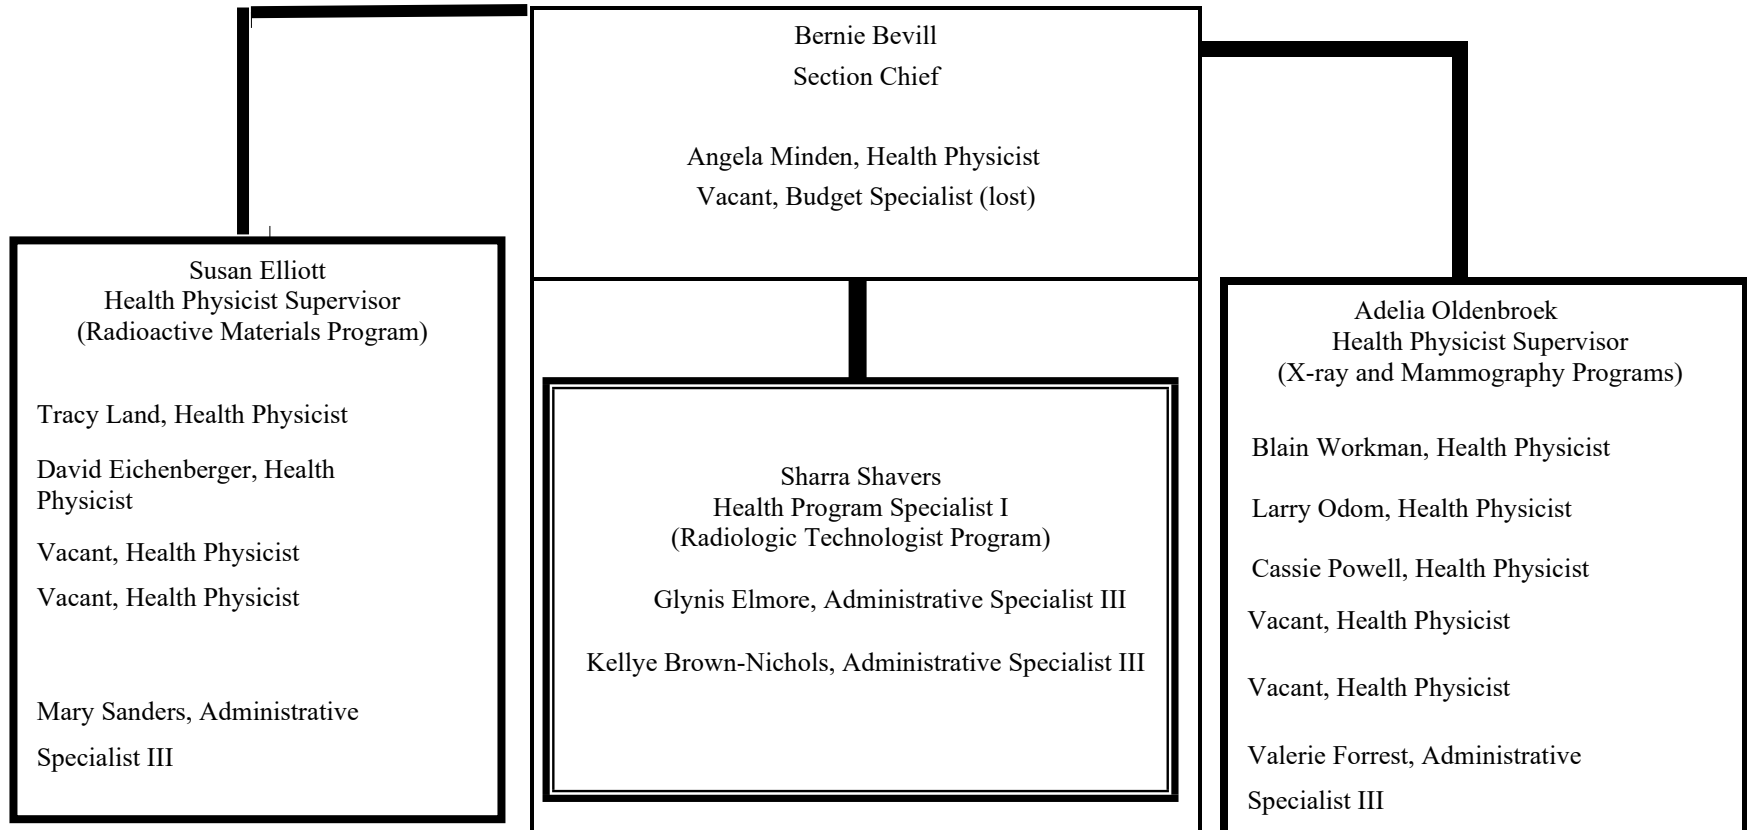 Bernie Bevill
Section Chief
Angela Minden, Health Physicist
Vacant, Budget Specialist (lost)
Susan Elliott
Health Physicist Supervisor
(Radioactive Materials Program)
Tracy Land, Health Physicist
David Eichenberger, Health
Physicist
Vacant, Health Physicist
Vacant, Health Physicist
Mary Sanders, Administrative
Specialist III
Sharra Shavers
Health Program Specialist I
(Radiologic Technologist Program)
Glynis Elmore, Administrative Specialist III
Kellye Brown-Nichols, Administrative Specialist III
Adelia Oldenbroek
Health Physicist Supervisor
(X-ray and Mammography Programs)
Blain Workman, Health Physicist
Larry Odom, Health Physicist
Cassie Powell, Health Physicist
Vacant, Health Physicist
Vacant, Health Physicist
Valerie Forrest, Administrative
Specialist III